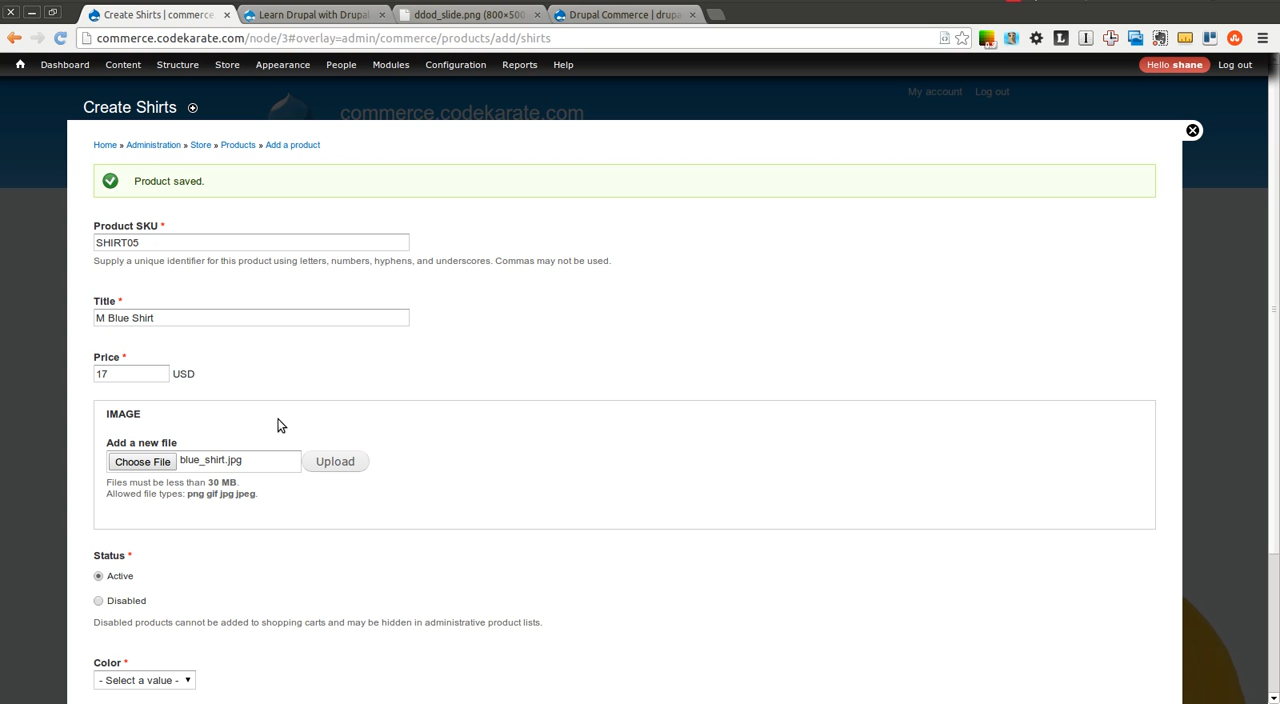 Create Shirts | commerce
Learn Drupal with Drupal
ddod_slide.png (800×500
Drupal Commerce | drupa
commerce.codekarate.com/node/3#overlay=admin/commerce/products/add/shirts
Dashboard Content Structure Store Appearance People Modules Configuration Reports Help Hello shane Log out
My account Log out
Create Shirts
commerce.codekarate.com
Home » Administration » Store » Products » Add a product
Product saved.
Product SKU *
SHIRT05
Supply a unique identifier for this product using letters, numbers, hyphens, and underscores. Commas may not be used.
Title *
M Blue Shirt
Price *
17 USD
IMAGE
Add a new file
Choose File blue_shirt.jpg Upload
Files must be less than 30 MB.
Allowed file types: png gif jpg jpeg.
Status *
Active
Disabled
Disabled products cannot be added to shopping carts and may be hidden in administrative product lists.
Color *
- Select a value -